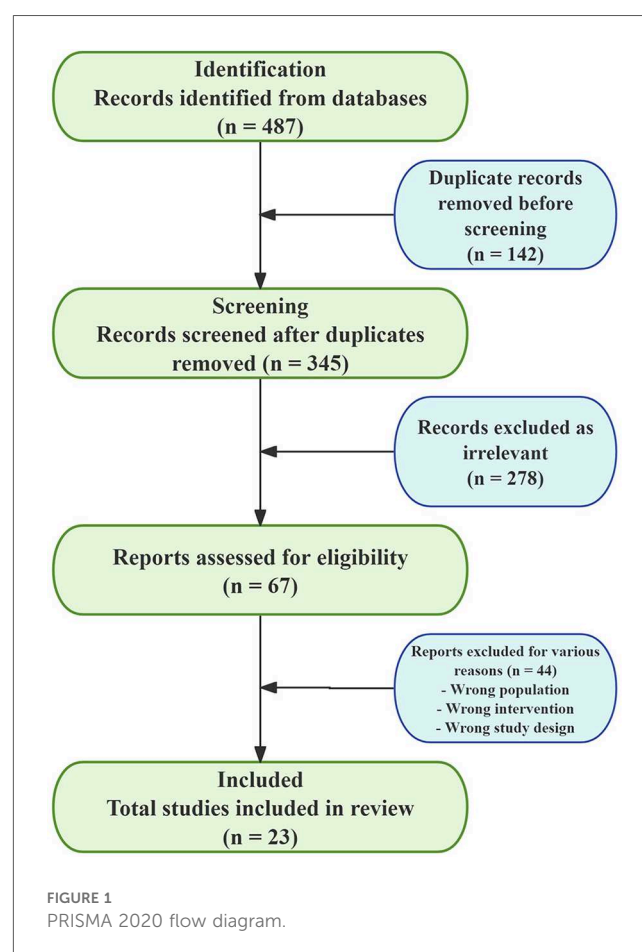 Identification
Records identified from databases
(n = 487)
Duplicate records
removed before
screening
(n = 142)
Screening
Records screened after duplicates
removed (n = 345)
Records excluded as
irrelevant
(n = 278)
Reports assessed for eligibility
(n = 67)
Reports excluded for various
reasons (n = 44)
- Wrong population
- Wrong intervention
- Wrong study design
Included
Total studies included in review
(n = 23)
FIGURE 1
PRISMA 2020 flow diagram.